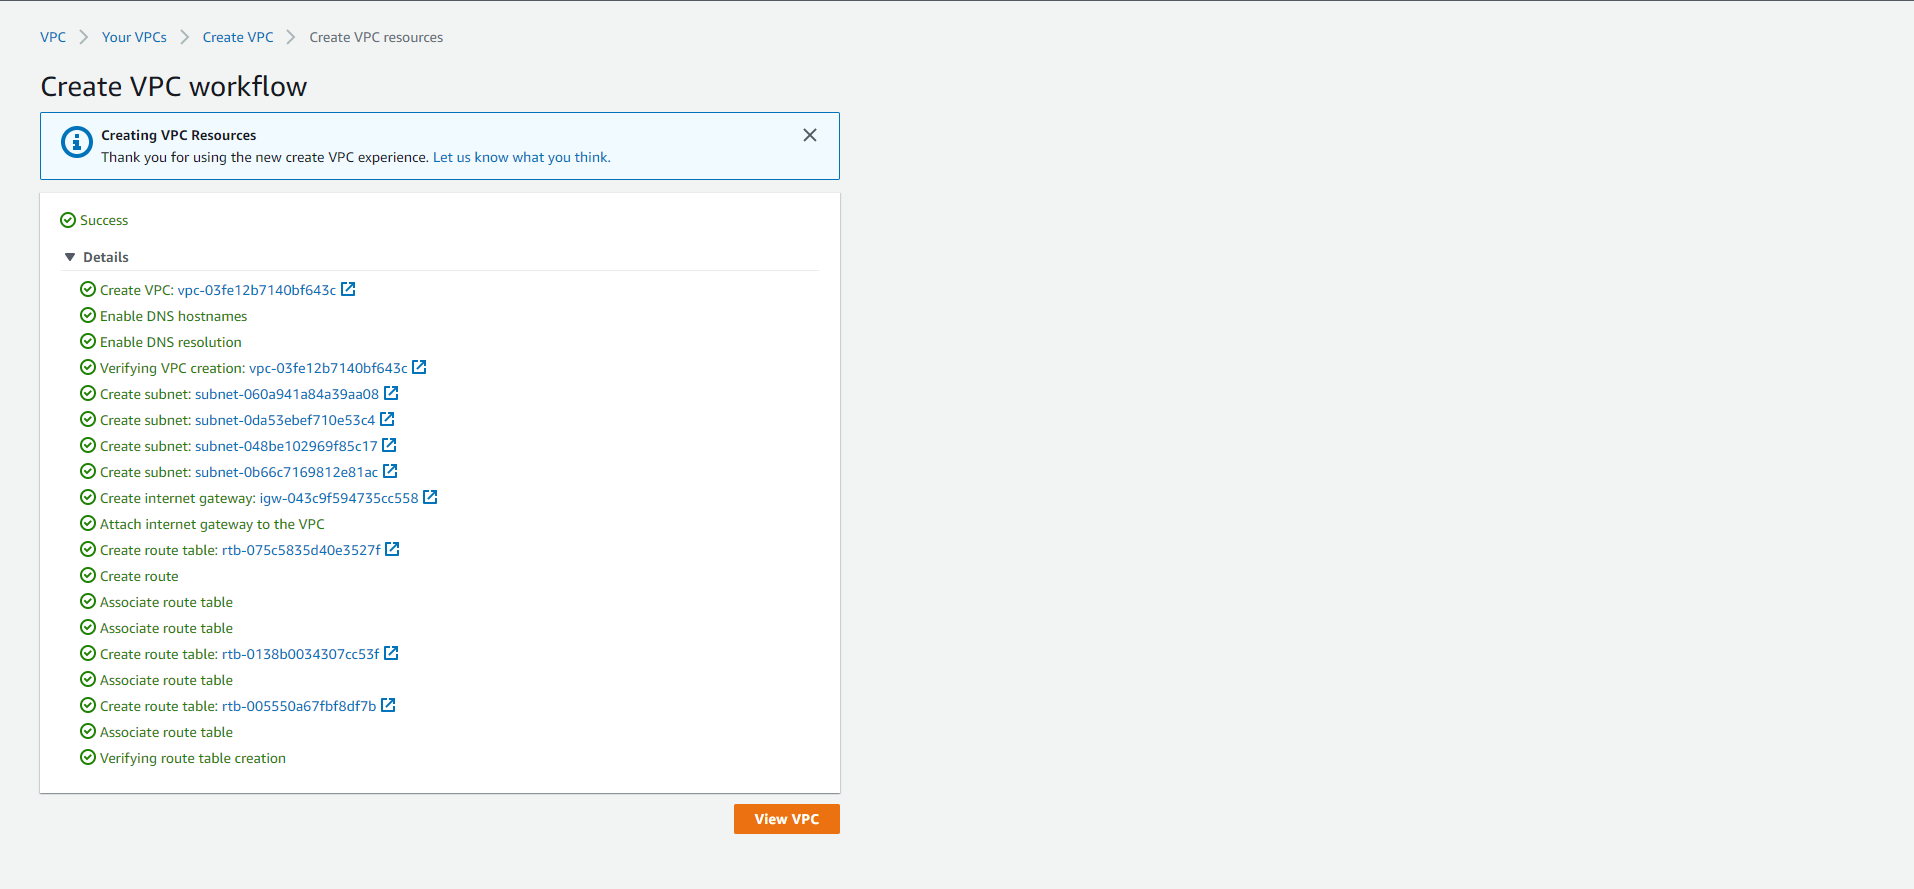 VPC > Your VPCs > Create VPC > Create VPC resources
Create VPC workflow
Creating VPC Resources
Thank you for using the new create VPC experience. Let us know what you think.
Success
Details
Create VPC: vpc-03fe12b7140bf643c
Enable DNS hostnames
Enable DNS resolution
Verifying VPC creation: vpc-03fe12b7140bf643c
Create subnet: subnet-060a941a84a39aa08
Create subnet: subnet-0da53ebef710e53c4
Create subnet: subnet-048be102969f85c17
Create subnet: subnet-0b66c7169812e81ac
Create internet gateway: igw-043c9f594735cc558
Attach internet gateway to the VPC
Create route table: rtb-075c5835d40e3527f
Create route
Associate route table
Associate route table
Create route table: rtb-0138b0034307cc53f
Associate route table
Create route table: rtb-005550a67fbf8df7b
Associate route table
Verifying route table creation
View VPC